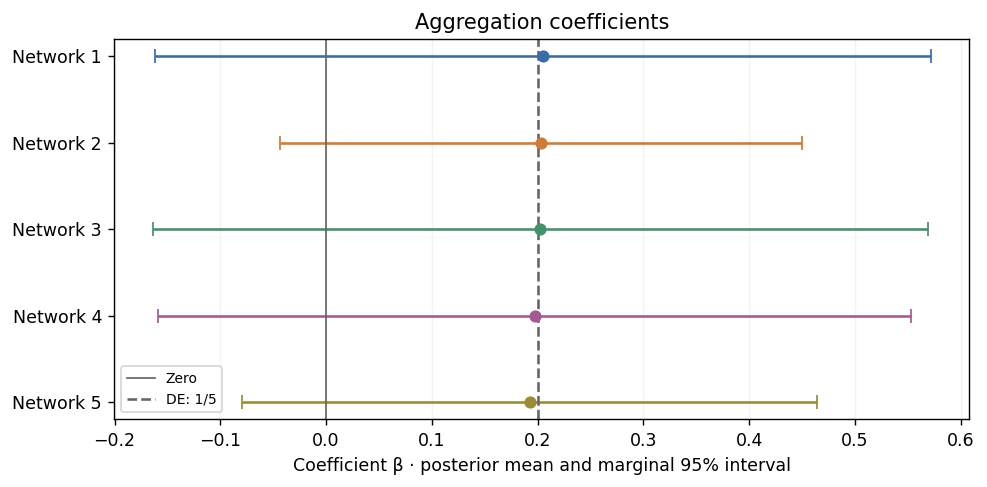 Aggregation coefficients
Network 1
Network 2
Network 3
Network 4
Network 5
Zero
DE: 1/5
−0.2 −0.1 0.0 0.1 0.2 0.3 0.4 0.5 0.6
Coefficient β · posterior mean and marginal 95% interval